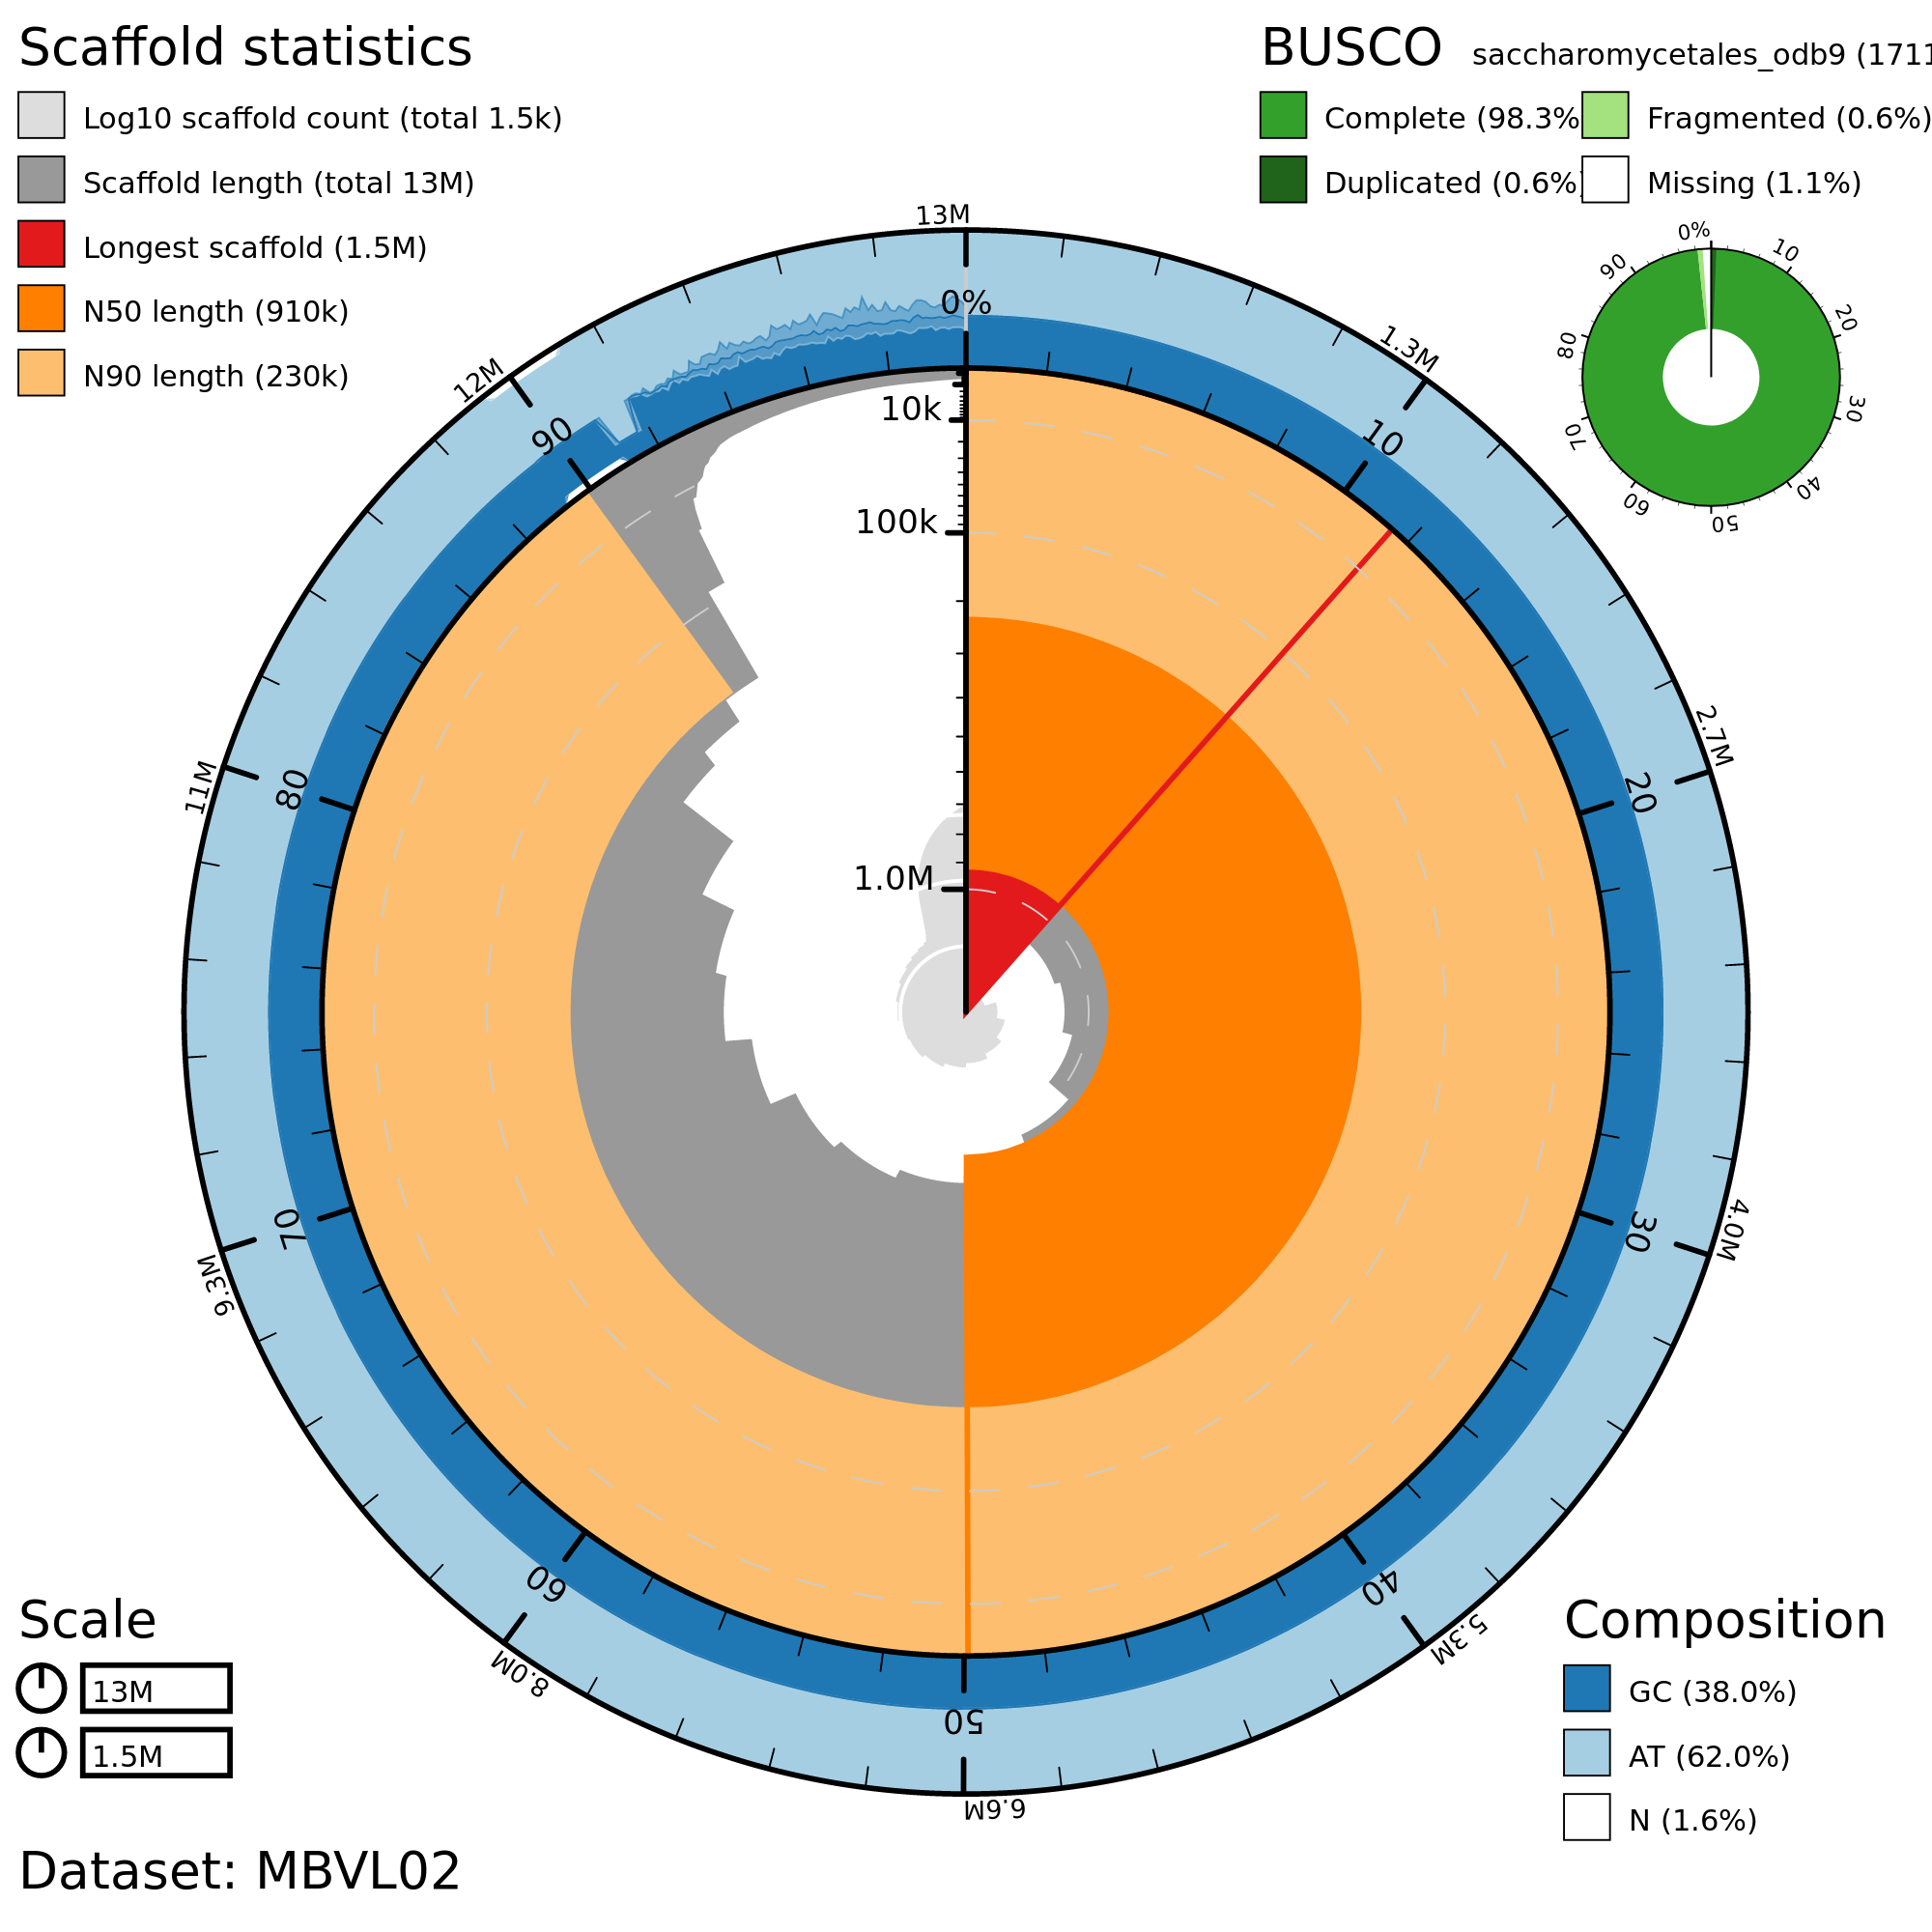 Scaffold statistics
Log10 scaffold count (total 1.5k)
Scaffold length (total 13M)
Longest scaffold (1.5M)
N50 length (910k)
N90 length (230k)
BUSCO saccharomycetales_odb9 (1711
Complete (98.3%
Fragmented (0.6%)
Duplicated (0.6%)
Missing (1.1%)
0%
10
20
30
40
50
60
70
80
90
13M
1.3M
2.7M
4.0M
5.3M
6.6M
8.0M
9.3M
11M
12M
0%
10
20
30
40
50
60
70
80
90
10k
100k
1.0M
Scale
13M
1.5M
Composition
GC (38.0%)
AT (62.0%)
N (1.6%)
Dataset: MBVL02